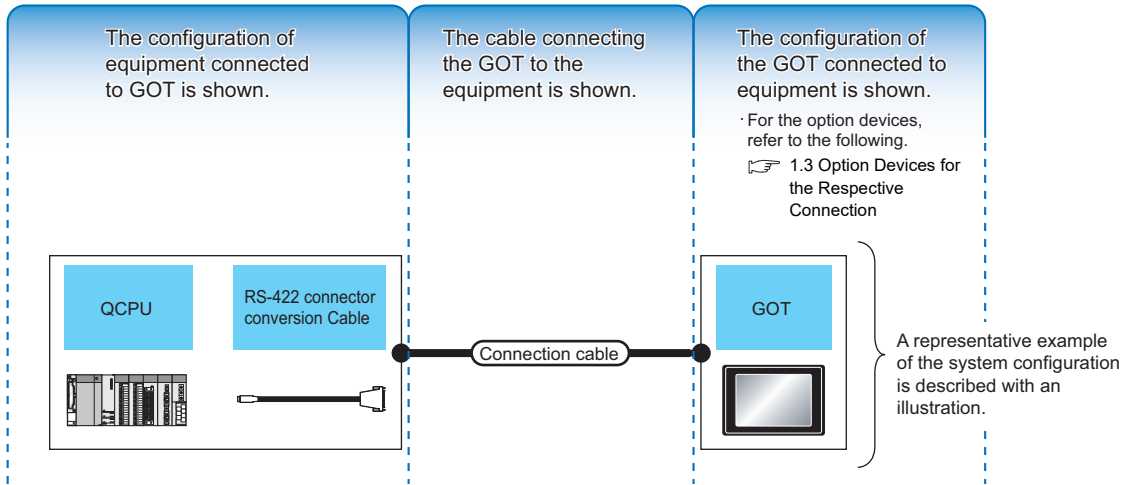 The configuration of
equipment connected
to GOT is shown.
The cable connecting
the GOT to the
equipment is shown.
The configuration of
the GOT connected to
equipment is shown.
· For the option devices,
refer to the following.
☞ 1.3 Option Devices for
the Respective
Connection
QCPU
RS-422 connector
conversion Cable
Connection cable
GOT
A representative example
of the system configuration
is described with an
illustration.